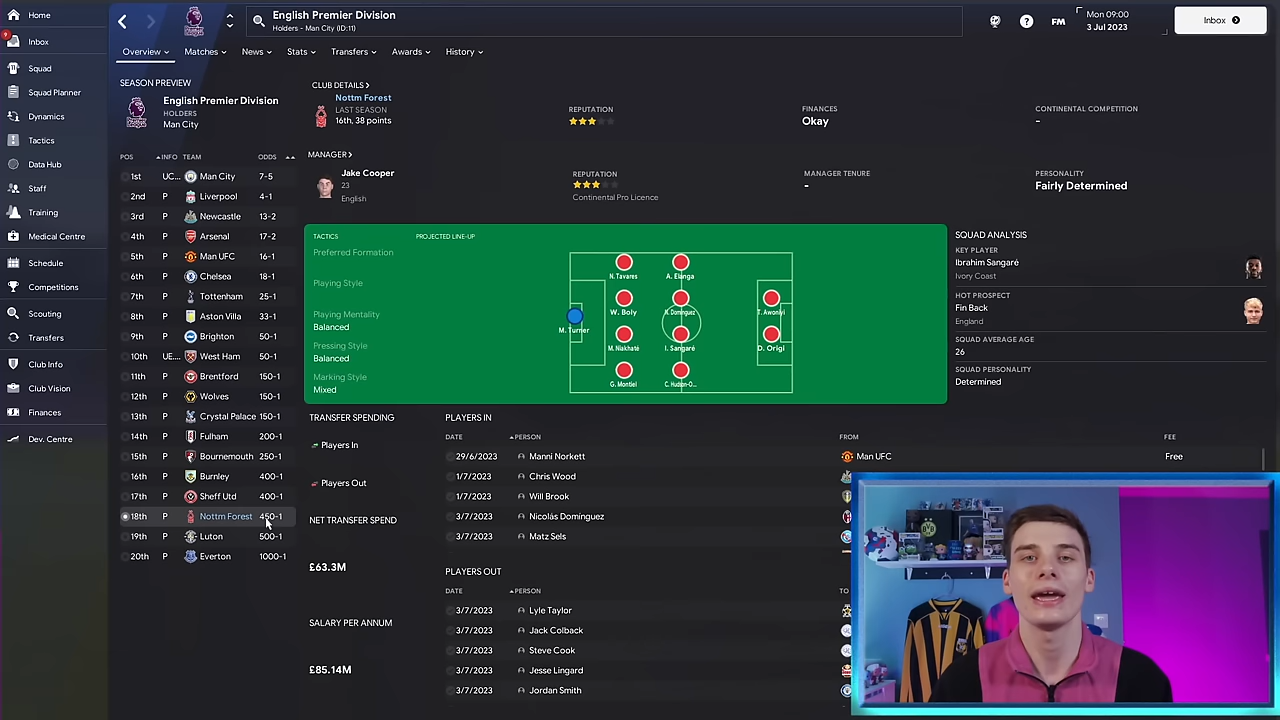 Home
9
Inbox
Squad
Squad Planner
Dynamics
Tactics
Data Hub
Staff
Training
Medical Centre
Schedule
Competitions
Scouting
Transfers
Club Info
Club Vision
Finances
Dev. Centre
English Premier Division
Holders - Man City (ID:11)
?
FM
Mon 09:00
3 Jul 2023
Inbox
Overview
Matches
News
Stats
Transfers
Awards
History
SEASON PREVIEW
English Premier Division
HOLDERS
Man City
POS INFO TEAM ODDS
1st UC... Man City 7-5
2nd P Liverpool 4-1
3rd P Newcastle 13-2
4th P Arsenal 17-2
5th P Man UFC 16-1
6th P Chelsea 18-1
7th P Tottenham 25-1
8th P Aston Villa 33-1
9th P Brighton 50-1
10th UE... West Ham 50-1
11th P Brentford 150-1
12th P Wolves 150-1
13th P Crystal Palace 150-1
14th P Fulham 200-1
15th P Bournemouth 250-1
16th P Burnley 400-1
17th P Sheff Utd 400-1
18th P Nottm Forest
19th P Luton 500-1
20th P Everton 1000-1
CLUB DETAILS
Nottm Forest
LAST SEASON
16th, 38 points
REPUTATION
FINANCES
Okay
CONTINENTAL COMPETITION
-
MANAGER
Jake Cooper
23
English
REPUTATION
Continental Pro Licence
MANAGER TENURE
-
PERSONALITY
Fairly Determined
TACTICS
PROJECTED LINE-UP
Preferred Formation
Playing Style
Playing Mentality
Balanced
Pressing Style
Balanced
Marking Style
Mixed
N. Tavares
A. Elanga
W. Boly
N. Domínguez
T. Awoniyi
M. Turner
M. Niakhaté
I. Sangaré
D. Origi
G. Montiel
C. Hudson-O...
SQUAD ANALYSIS
KEY PLAYER
Ibrahim Sangaré
Ivory Coast
HOT PROSPECT
Fin Back
England
SQUAD AVERAGE AGE
26
SQUAD PERSONALITY
Determined
TRANSFER SPENDING
Players In
Players Out
NET TRANSFER SPEND
£63.3M
SALARY PER ANNUM
£85.14M
PLAYERS IN
DATE PERSON FROM FEE
29/6/2023 Manni Norkett Man UFC Free
1/7/2023 Chris Wood
1/7/2023 Will Brook
3/7/2023 Nicolás Domínguez
3/7/2023 Matz Sels
PLAYERS OUT
DATE PERSON TO
3/7/2023 Lyle Taylor
3/7/2023 Jack Colback
3/7/2023 Steve Cook
3/7/2023 Jesse Lingard
3/7/2023 Jordan Smith